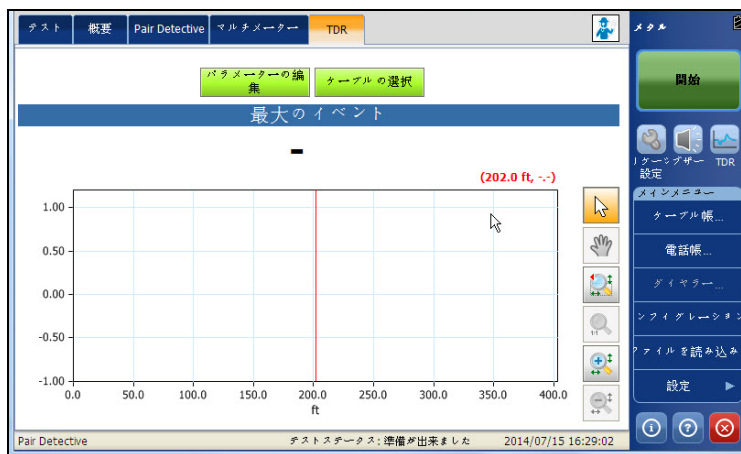 テスト
概要
Pair Detective
マルチメーター
TDR
メタル
パラメーターの編
集
ケーブルの選択
開始
最大のイベント
-
(202.0 ft, -.-)
1.00
0.50
0.00
-0.50
-1.00
0.0 50.0 100.0 150.0 200.0 250.0 300.0 350.0 400.0
ft
1:1
TDR
設定
メインメニュー
ケーブル帳...
電話帳...
ダイヤラー...
ンフィグレーション
ファイルを読み込み
設定
Pair Detective
テストステータス: 準備が出来ました
2014/07/15 16:29:02